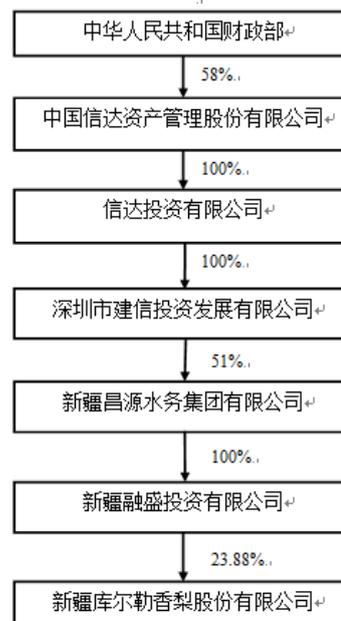 中华人民共和国财政部
58%
中国信达资产管理股份有限公司
100%
信达投资有限公司
100%
深圳市建信投资发展有限公司
51%
新疆昌源水务集团有限公司
100%
新疆融盛投资有限公司
23.88%
新疆库尔勒香梨股份有限公司